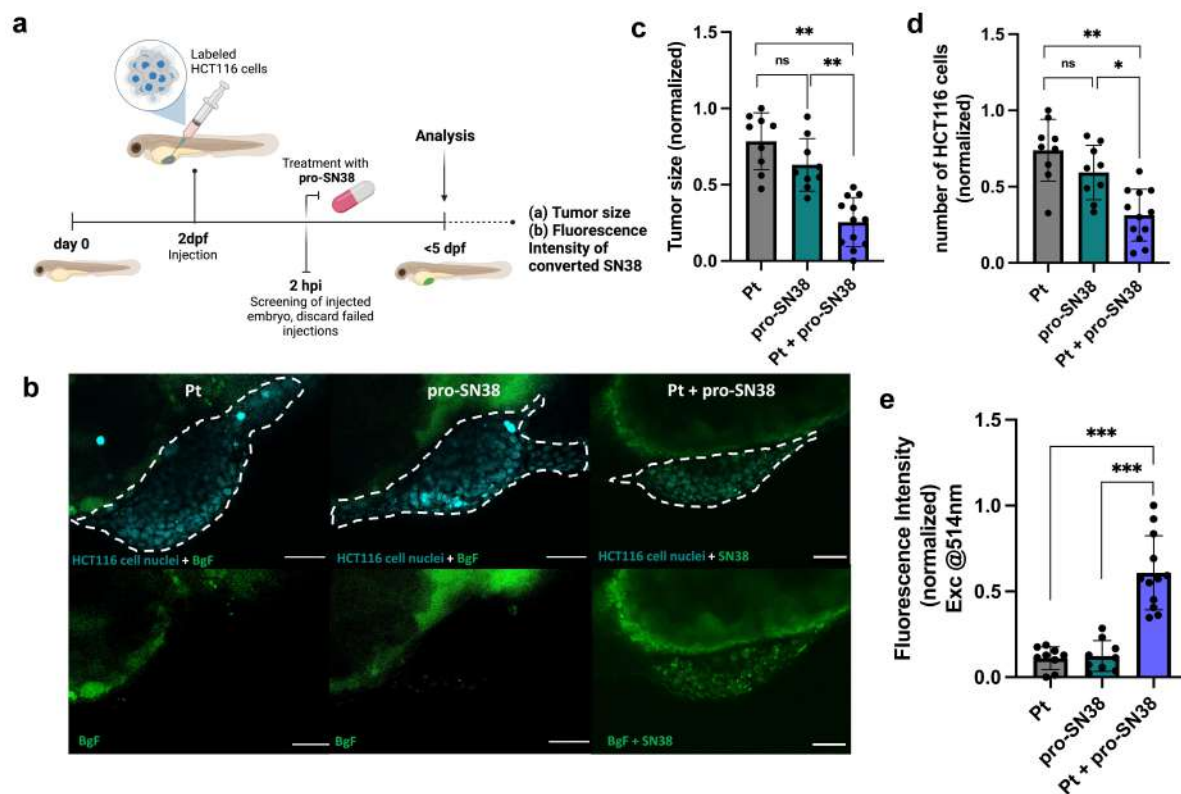 a
Labeled
HCT116 cells
Treatment with
pro-SN38
Analysis
day 0
2dpf
Injection
2 hpi
Screening of injected
embryo, discard failed
injections
<5 dpf
(a) Tumor size
(b) Fluorescence
Intensity of
converted SN38
b
Pt
pro-SN38
Pt + pro-SN38
HCT116 cell nuclei + BgF
HCT116 cell nuclei + BgF
HCT116 cell nuclei + SN38
BgF
BgF
BgF + SN38
c
Tumor size (normalized)
1.5
1.0
0.5
0.0
**
ns
**
Pt
pro-SN38
Pt + pro-SN38
d
number of HCT116 cells
(normalized)
1.5
1.0
0.5
0.0
**
ns
*
Pt
pro-SN38
Pt + pro-SN38
e
Fluorescence Intensity
(normalized)
Exc @514nm
1.5
1.0
0.5
0.0
***
***
Pt
pro-SN38
Pt + pro-SN38